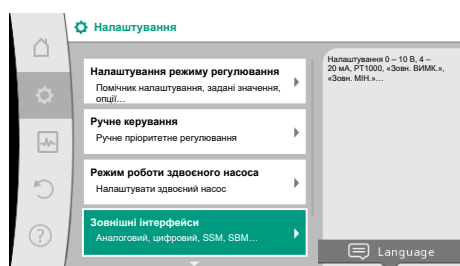 Налаштування
Налаштування режиму регулювання
Помічник налаштування, задані значення,
опції...
Ручне керування
Ручне пріоритетне регулювання
Режим роботи здвоєного насоса
Налаштувати здвоєний насос
Зовнішні інтерфейси
Аналоговий, цифровий, SSM, SBM...
Налаштування 0 – 10 В, 4 –
20 мА, PT1000, «Зовн. ВИМК.»,
«Зовн. МІН.»...
Language